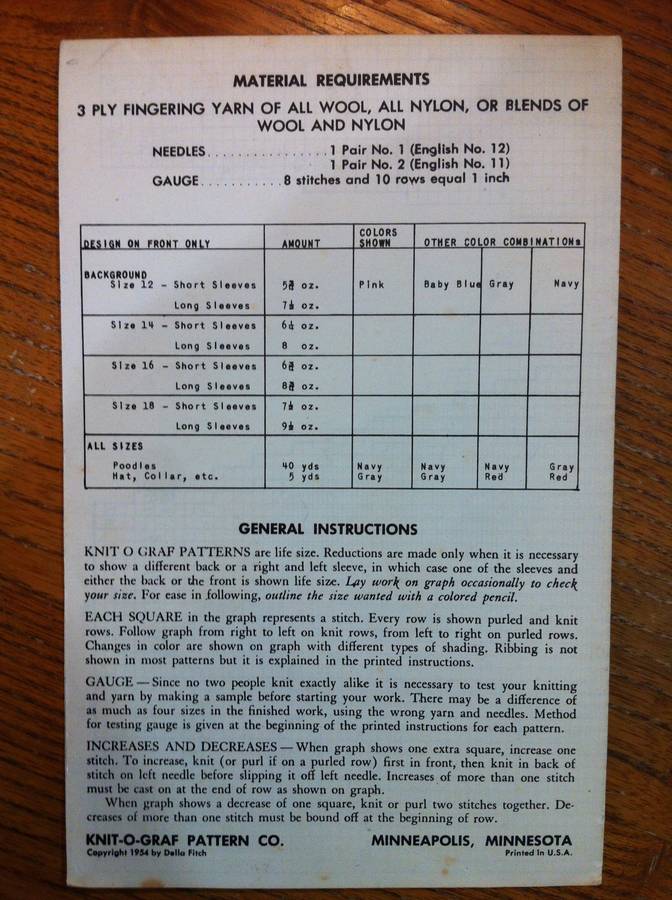 MATERIAL REQUIREMENTS
3 PLY FINGERING YARN OF ALL WOOL, ALL NYLON, OR BLENDS OF
WOOL AND NYLON
NEEDLES................1 Pair No. 1 (English No. 12)
1 Pair No. 2 (English No. 11)
GAUGE...........8 stitches and 10 rows equal 1 inch
DESIGN ON FRONT ONLY AMOUNT COLORS SHOWN OTHER COLOR COMBINATIONS
BACKGROUND
Size 12 - Short Sleeves oz. Pink Baby Blue Gray Navy
Long Sleeves oz.
Size 14 - Short Sleeves oz.
Long Sleeves 8 oz.
Size 16 - Short Sleeves oz.
Long Sleeves oz.
Size 18 - Short Sleeves oz.
Long Sleeves oz.
ALL SIZES
Poodles 40 yds Navy Navy Navy Gray
Hat, Collar, etc. 5 yds Gray Gray Red Red
GENERAL INSTRUCTIONS
KNIT O GRAF PATTERNS are life size. Reductions are made only when it is necessary
to show a different back or a right and left sleeve, in which case one of the sleeves and
either the back or the front is shown life size. Lay work on graph occasionally to check
your size. For ease in following, outline the size wanted with a colored pencil.
EACH SQUARE in the graph represents a stitch. Every row is shown purled and knit
rows. Follow graph from right to left on knit rows, from left to right on purled rows.
Changes in color are shown on graph with different types of shading. Ribbing is not
shown in most patterns but it is explained in the printed instructions.
GAUGE — Since no two people knit exactly alike it is necessary to test your knitting
and yarn by making a sample before starting your work. There may be a difference of
as much as four sizes in the finished work, using the wrong yarn and needles. Method
for testing gauge is given at the beginning of the printed instructions for each pattern.
INCREASES AND DECREASES — When graph shows one extra square, increase one
stitch. To increase, knit (or purl if on a purled row) first in front, then knit in back of
stitch on left needle before slipping it off left needle. Increases of more than one stitch
must be cast on at the end of row as shown on graph.
When graph shows a decrease of one square, knit or purl two stitches together. De-
creases of more than one stitch must be bound off at the beginning of row.
KNIT-O-GRAF PATTERN CO. MINNEAPOLIS, MINNESOTA
Copyright 1954 by Della Fitch Printed in U.S.A.